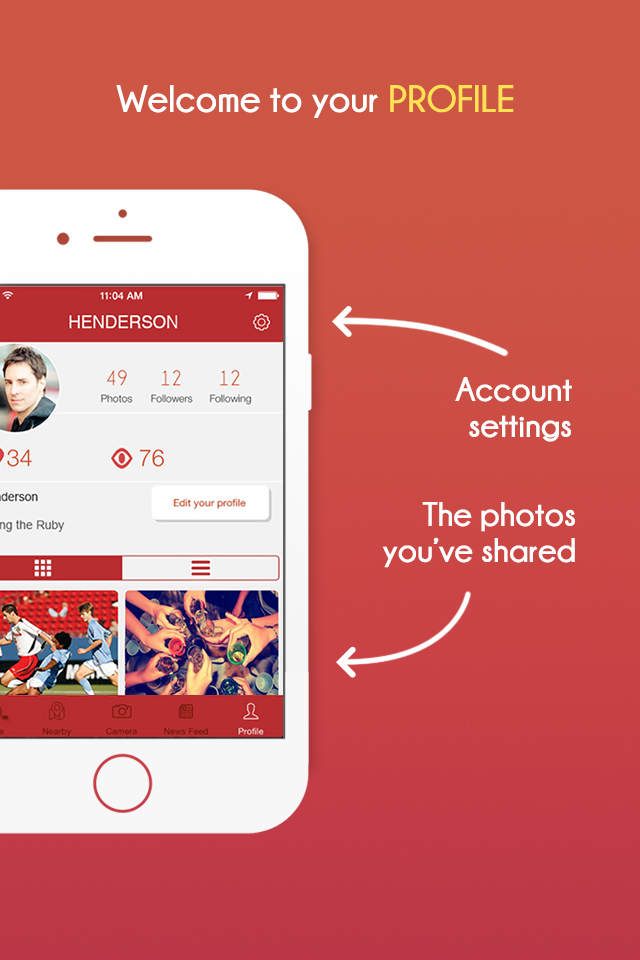 Welcome to your PROFILE
11:04 AM
HENDERSON
49 12 12
Photos Followers Following
34 76
Account
settings
nderson
Edit your profile
ng the Ruby
The photos
you've shared
Nearby Camera News Feed Profile